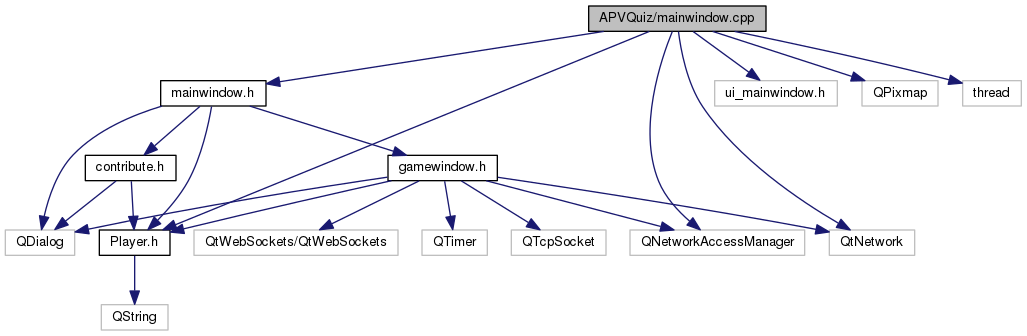 APVQuiz/mainwindow.cpp
mainwindow.h
ui_mainwindow.h
QPixmap
thread
contribute.h
gamewindow.h
QDialog
Player.h
QtWebSockets/QtWebSockets
QTimer
QTcpSocket
QNetworkAccessManager
QtNetwork
QString